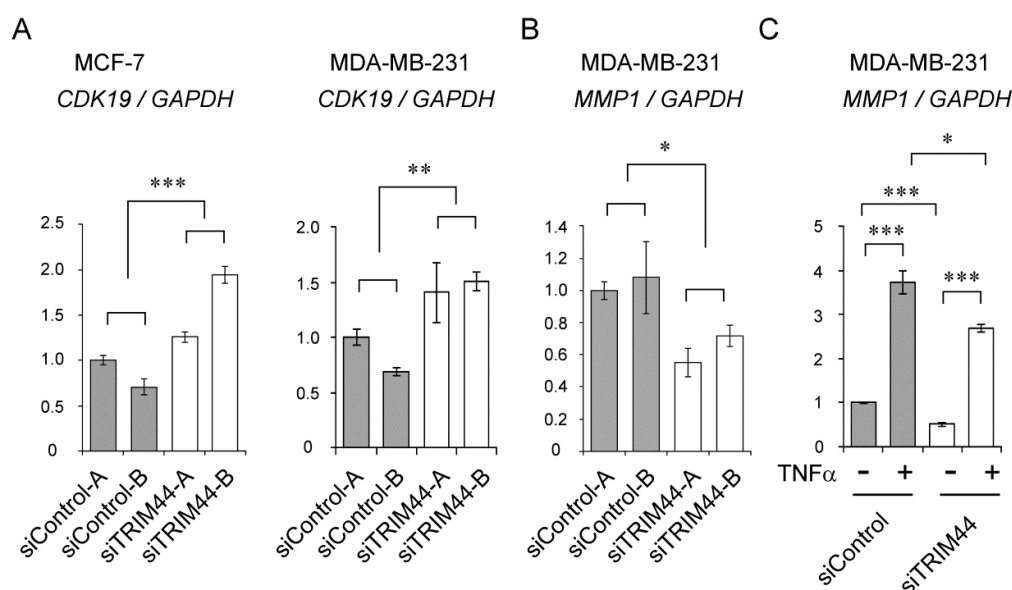 A
MCF-7
CDK19 / GAPDH
***
2.5
2.0
1.5
1.0
0.5
0
siControl-A
siControl-B
siTRIM44-A
siTRIM44-B
MDA-MB-231
CDK19 / GAPDH
**
2.0
1.5
1.0
0.5
0
siControl-A
siControl-B
siTRIM44-A
siTRIM44-B
B
MDA-MB-231
MMP1 / GAPDH
*
1.4
1.2
1.0
0.8
0.6
0.4
0.2
0
siControl-A
siControl-B
siTRIM44-A
siTRIM44-B
C
MDA-MB-231
MMP1 / GAPDH
*
***
***
***
5
4
3
2
1
0
TNFα - + - +
siControl
siTRIM44